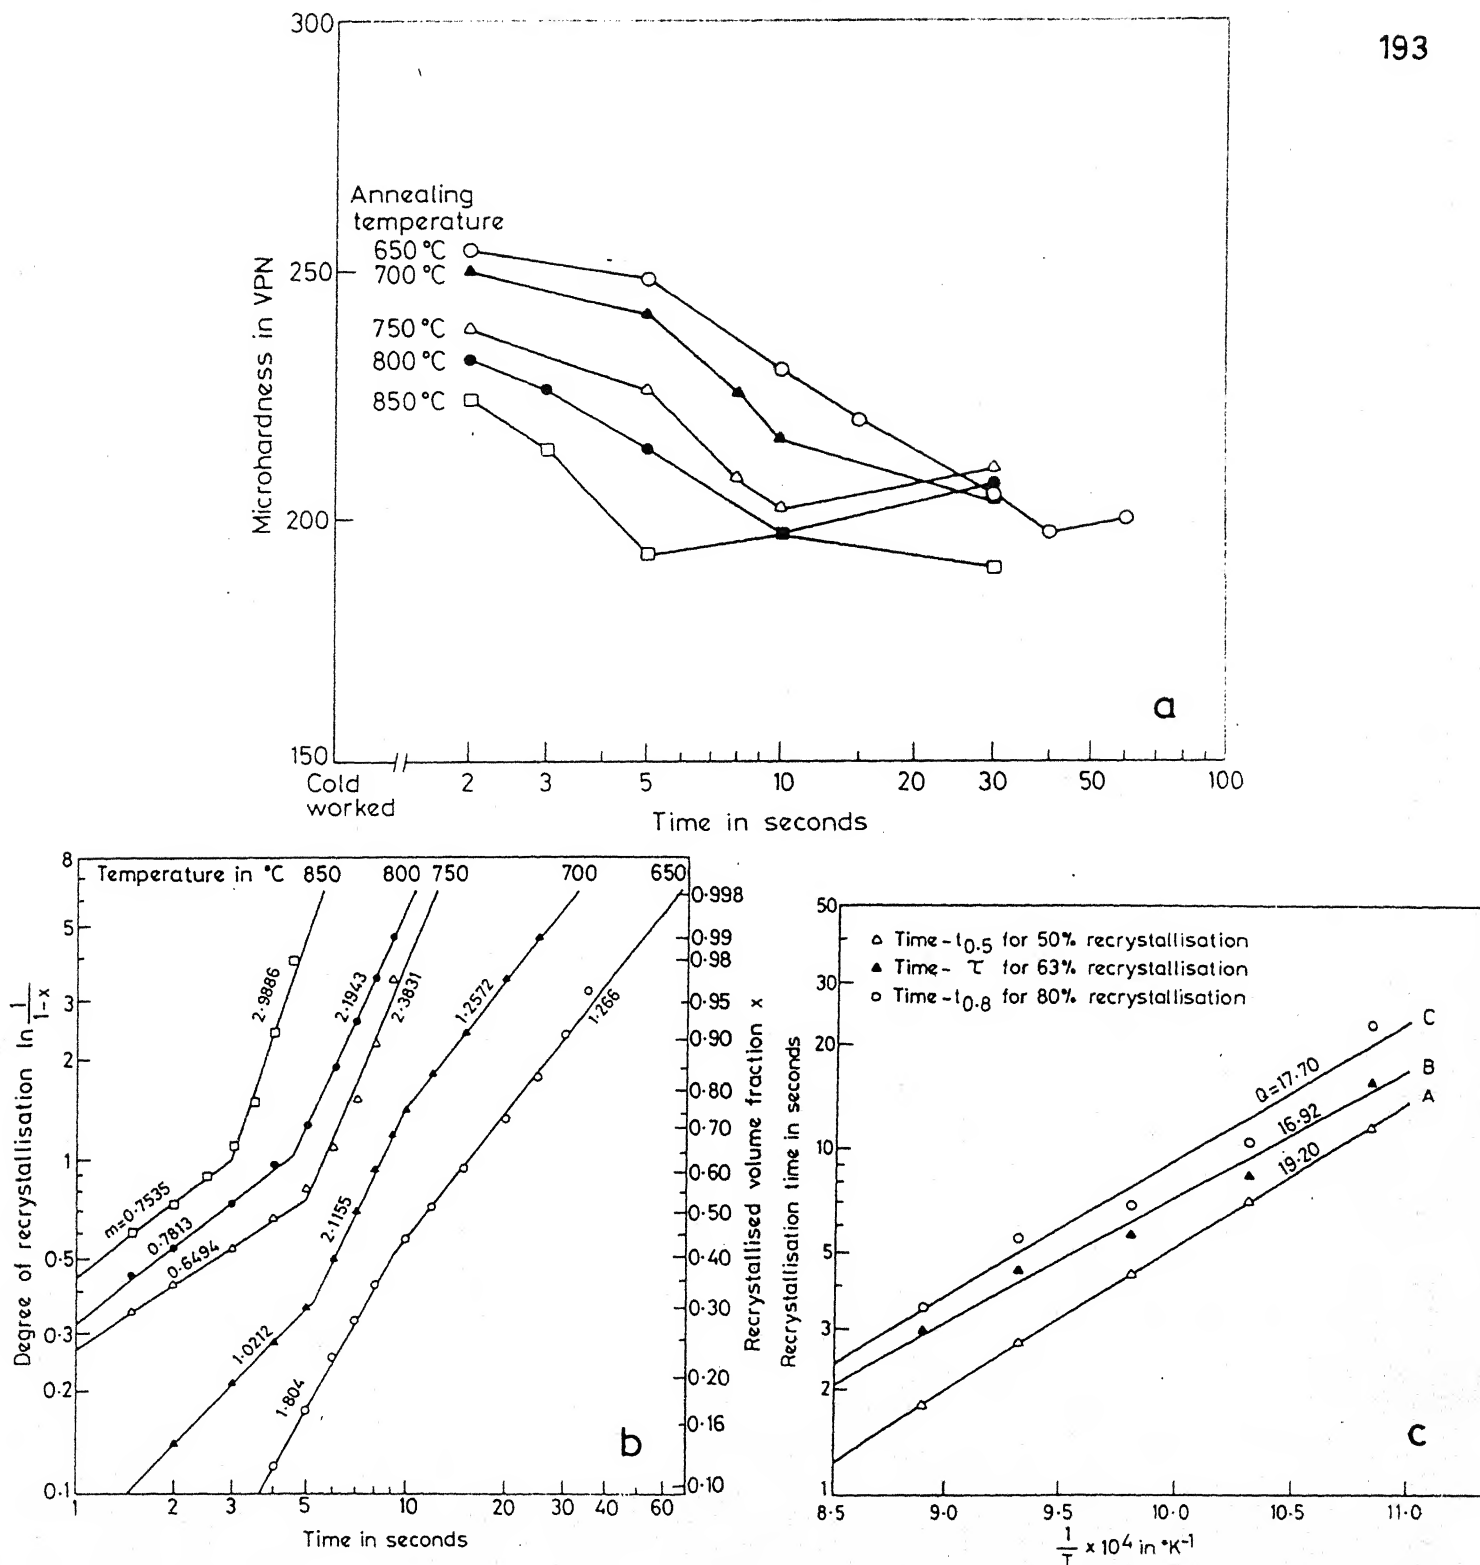 193
300
250
200
150
Microhardness in VPN
Annealing
temperature
650 °C
700 °C
750 °C
800 °C
850 °C
a
Cold
worked
2 3 5 10 20 30 50 100
Time in seconds
8
5
3
2
1
0.5
0.3
0.2
0.1
Degree of recrystallisation ln 1/1-x
Temperature in °C 850 800 750 700 650
2.9886
2.1943
2.3831
1.2572
1.266
m=0.7535
0.7813
0.6494
2.1155
1.0212
1.804
0.998
0.99
0.98
0.95
0.90
0.80
0.70
0.60
0.50
0.40
0.30
0.20
0.16
0.10
Recrystallised volume fraction x
b
1 2 3 5 10 20 30 40 60
Time in seconds
50
30
20
10
5
3
2
1
Recrystallisation time in seconds
△ Time-t0.5 for 50% recrystallisation
▲ Time- τ for 63% recrystallisation
○ Time-t0.8 for 80% recrystallisation
Q=17.70
16.92
19.20
C
B
A
c
8.5 9.0 9.5 10.0 10.5 11.0
1/T × 10⁴ in °K⁻¹